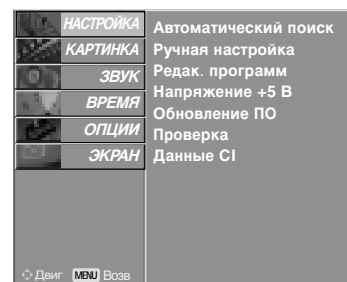 НАСТРОЙКА
КАРТИНКА
ЗВУК
ВРЕМЯ
ОПЦИИ
ЭКРАН
Автоматический поиск
Ручная настройка
Редак. программ
Напряжение +5 В
Обновление ПО
Проверка
Данные CI
Двиг MENU Возв